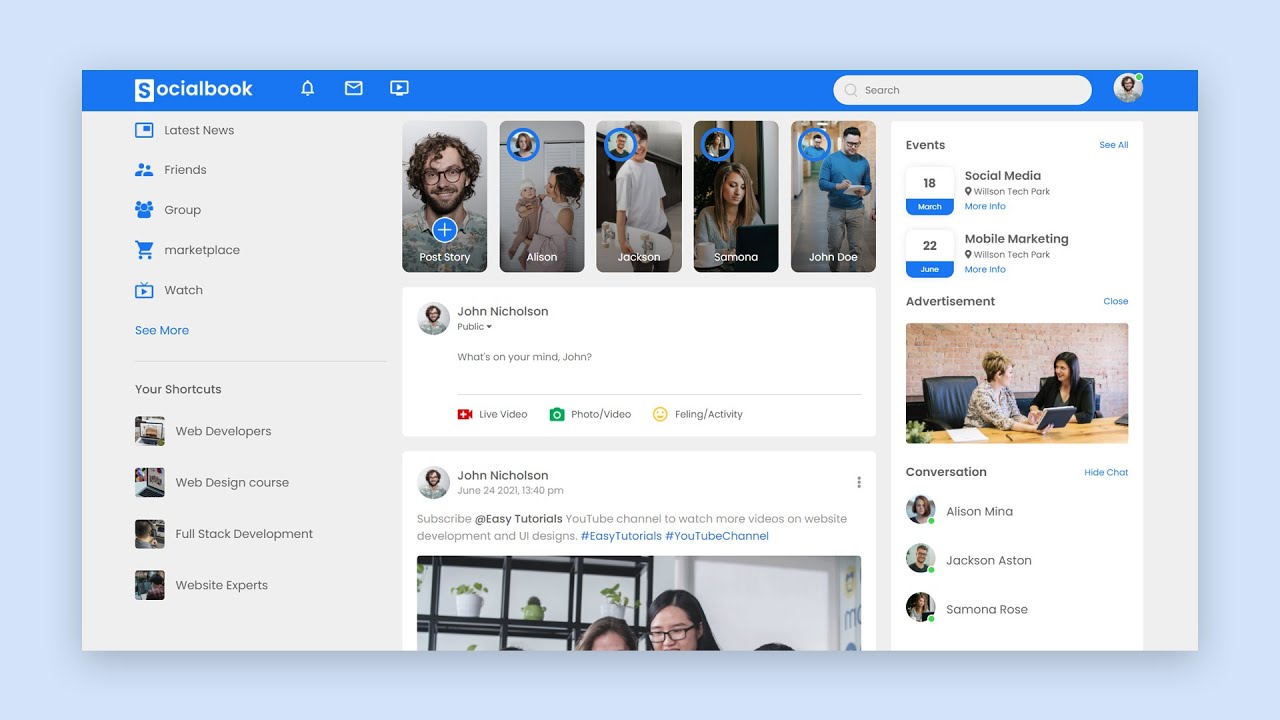 Socialbook
Search
Latest News
Friends
Group
marketplace
Watch
See More
Your Shortcuts
Web Developers
Web Design course
Full Stack Development
Website Experts
Post Story
Alison
Jackson
Samona
John Doe
John Nicholson
Public
What's on your mind, John?
Live Video
Photo/Video
Feling/Activity
John Nicholson
June 24 2021, 13:40 pm
Subscribe @Easy Tutorials YouTube channel to watch more videos on website
development and UI designs. #EasyTutorials #YouTubeChannel
Events
See All
18
March
Social Media
Willson Tech Park
More Info
22
June
Mobile Marketing
Willson Tech Park
More Info
Advertisement
Close
Conversation
Hide Chat
Alison Mina
Jackson Aston
Samona Rose